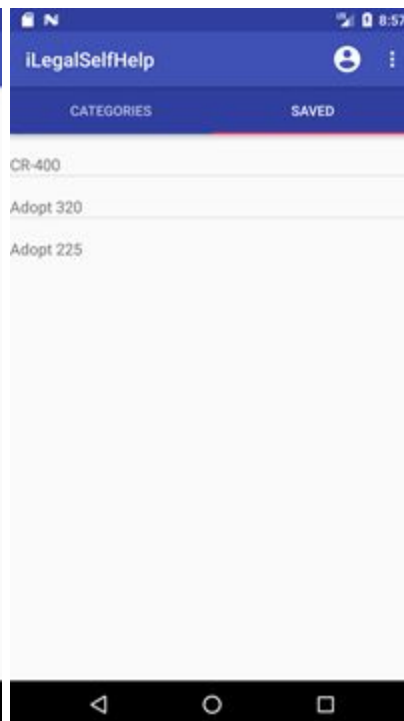 8:57
iLegalSelfHelp
CATEGORIES SAVED
CR-400
Adopt 320
Adopt 225